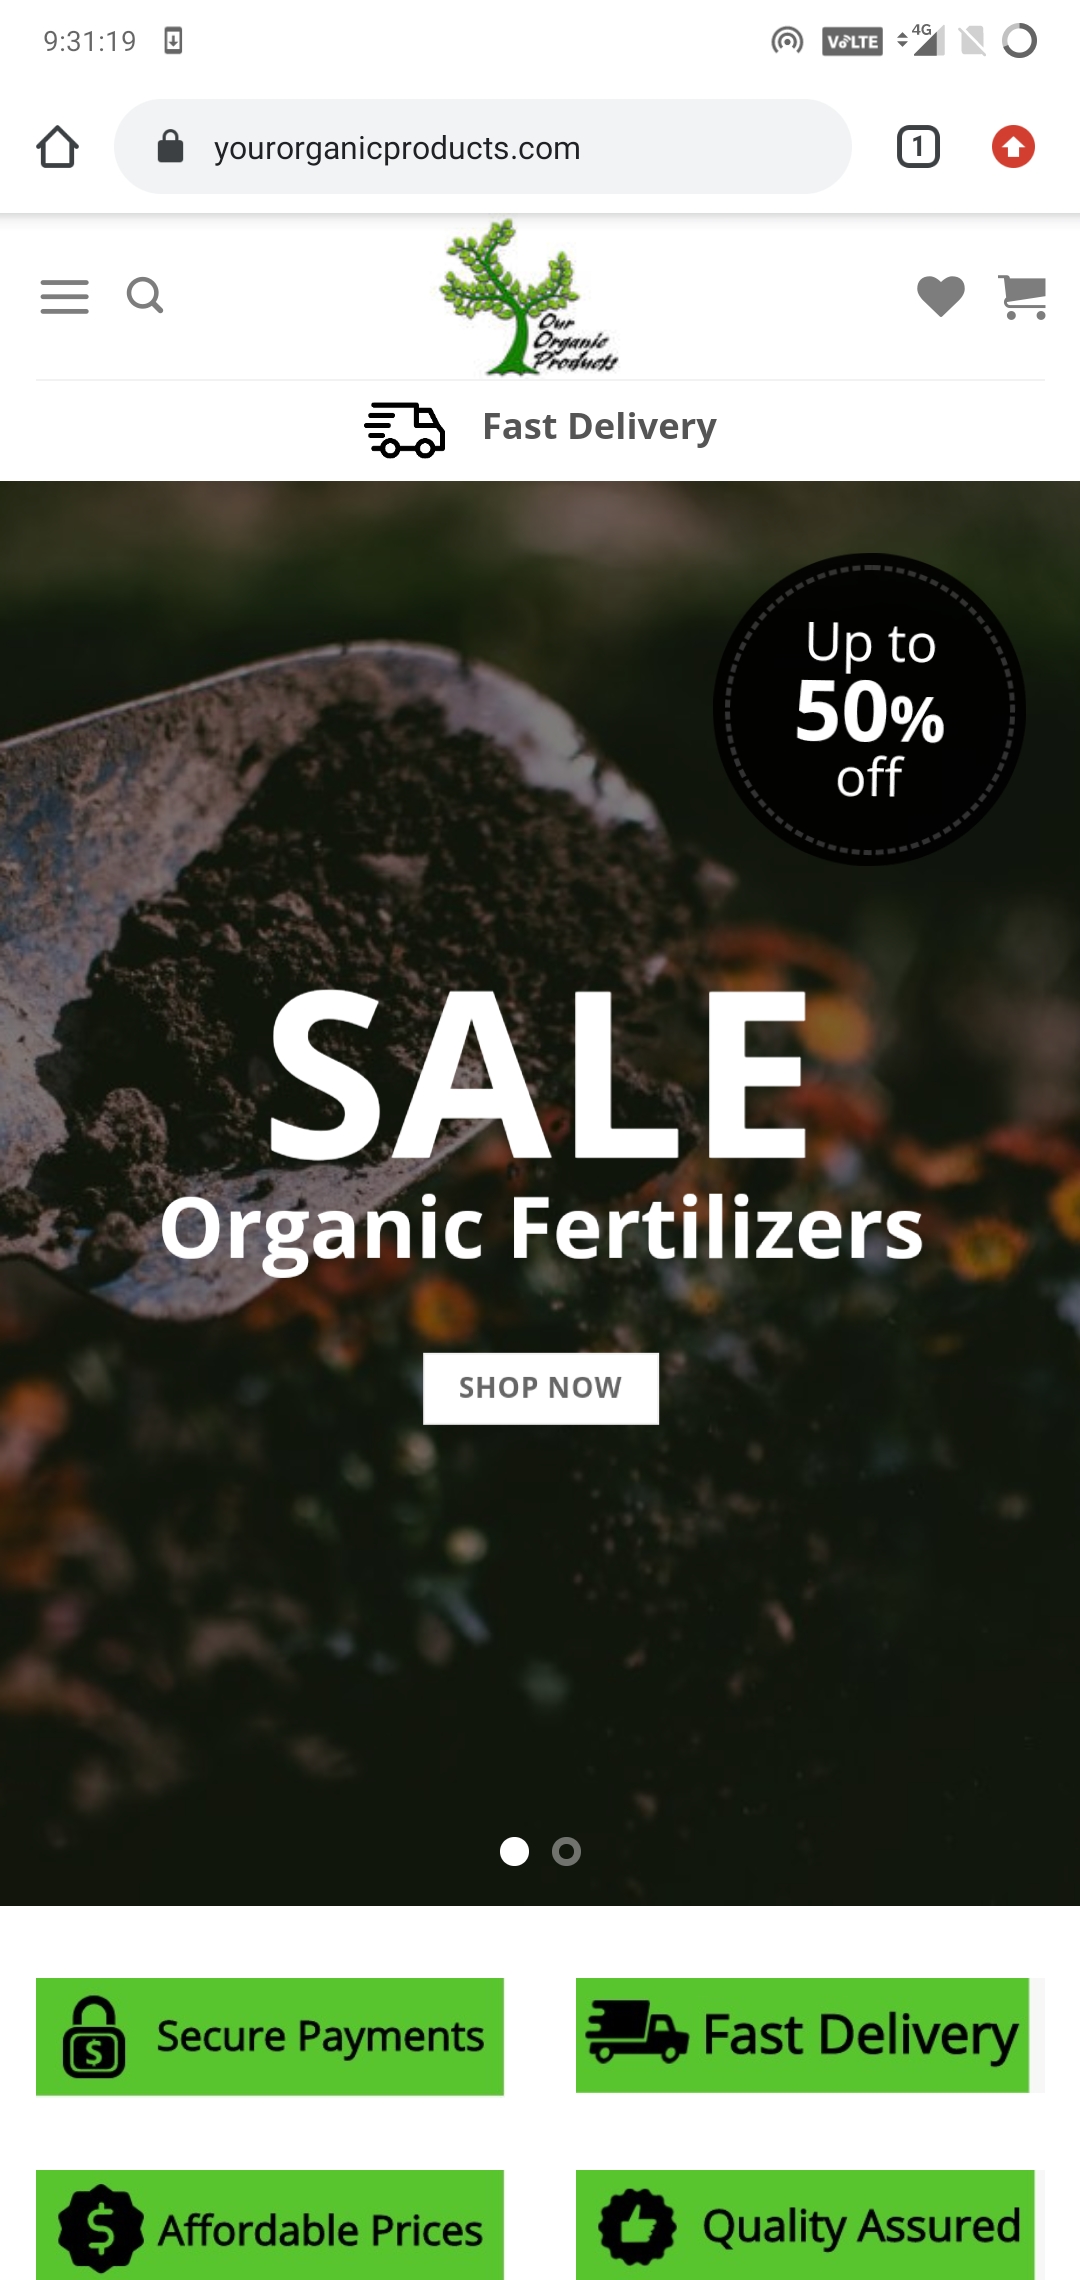 9:31:19
VoLTE 4G
yourorganicproducts.com
1
Our
Organic
Products
Fast Delivery
Up to
50%
off
SALE
Organic Fertilizers
SHOP NOW
$ Secure Payments
Fast Delivery
$ Affordable Prices
Quality Assured